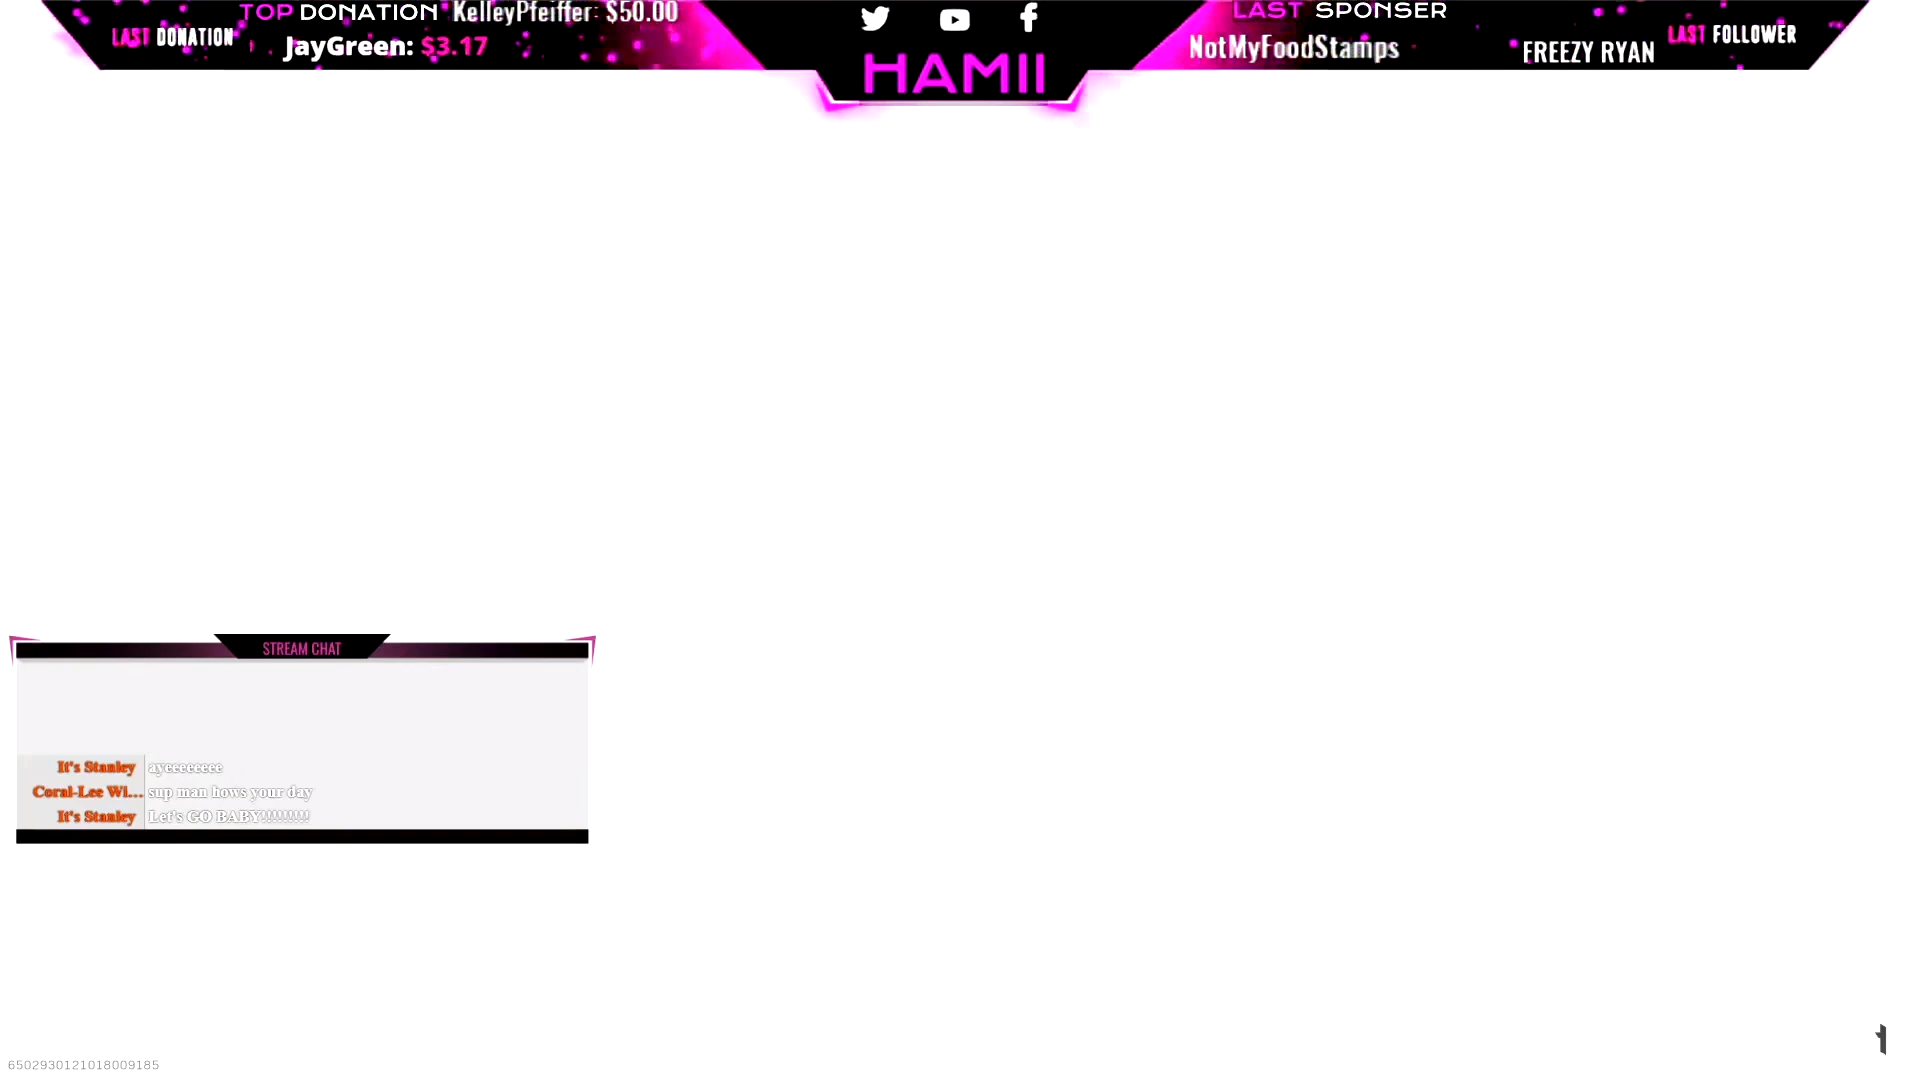 TOP DONATION KelleyPfeiffer: $50.00
LAST DONATION
JayGreen: $3.17
HAMII
LAST SPONSER
NotMyFoodStamps
FREEZY RYAN
LAST FOLLOWER
STREAM CHAT
It's Stanley ayeeeeeeee
Coral-Lee Wi... sup man hows your day
It's Stanley Let's GO BABY!!!!!!!!!
6502930121018009185